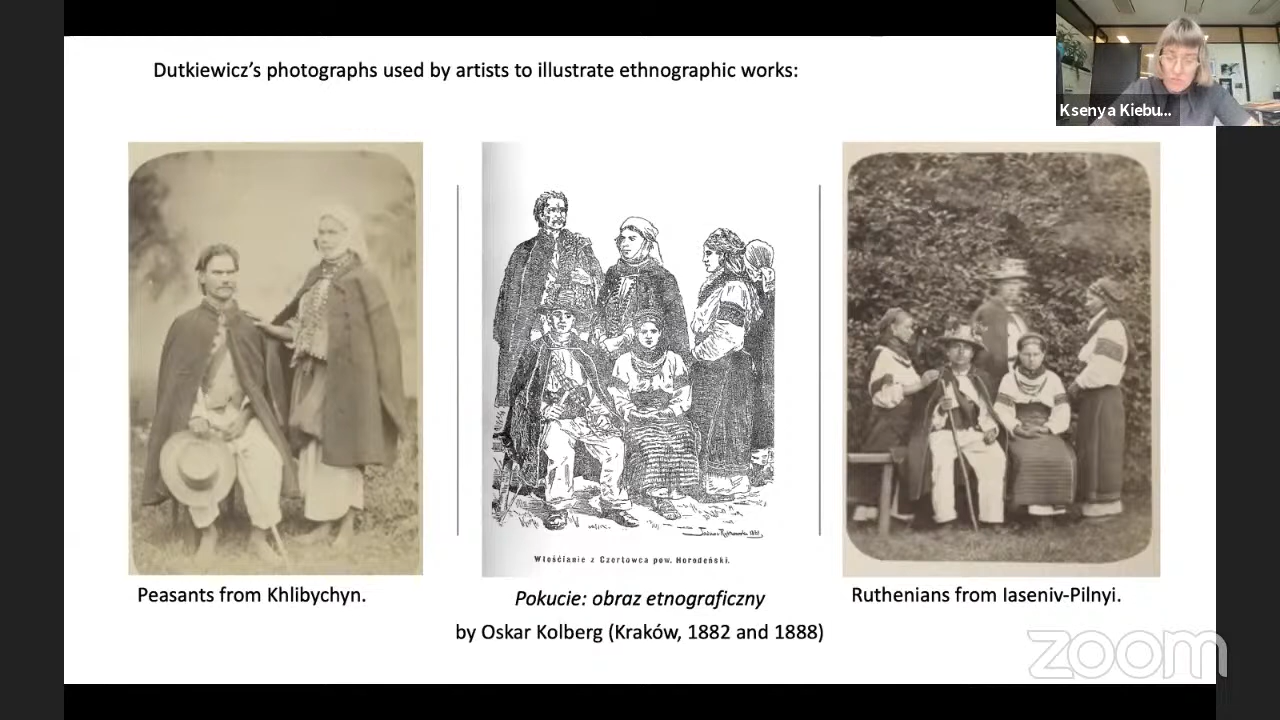 Dutkiewicz’s photographs used by artists to illustrate ethnographic works:
Ksenya Kiebu...
Włościanie z Czertowca pow. Horodeński.
Peasants from Khlibychyn.
Pokucie: obraz etnograficzny
by Oskar Kolberg (Kraków, 1882 and 1888)
Ruthenians from Iaseniv-Pilnyi.
zoom